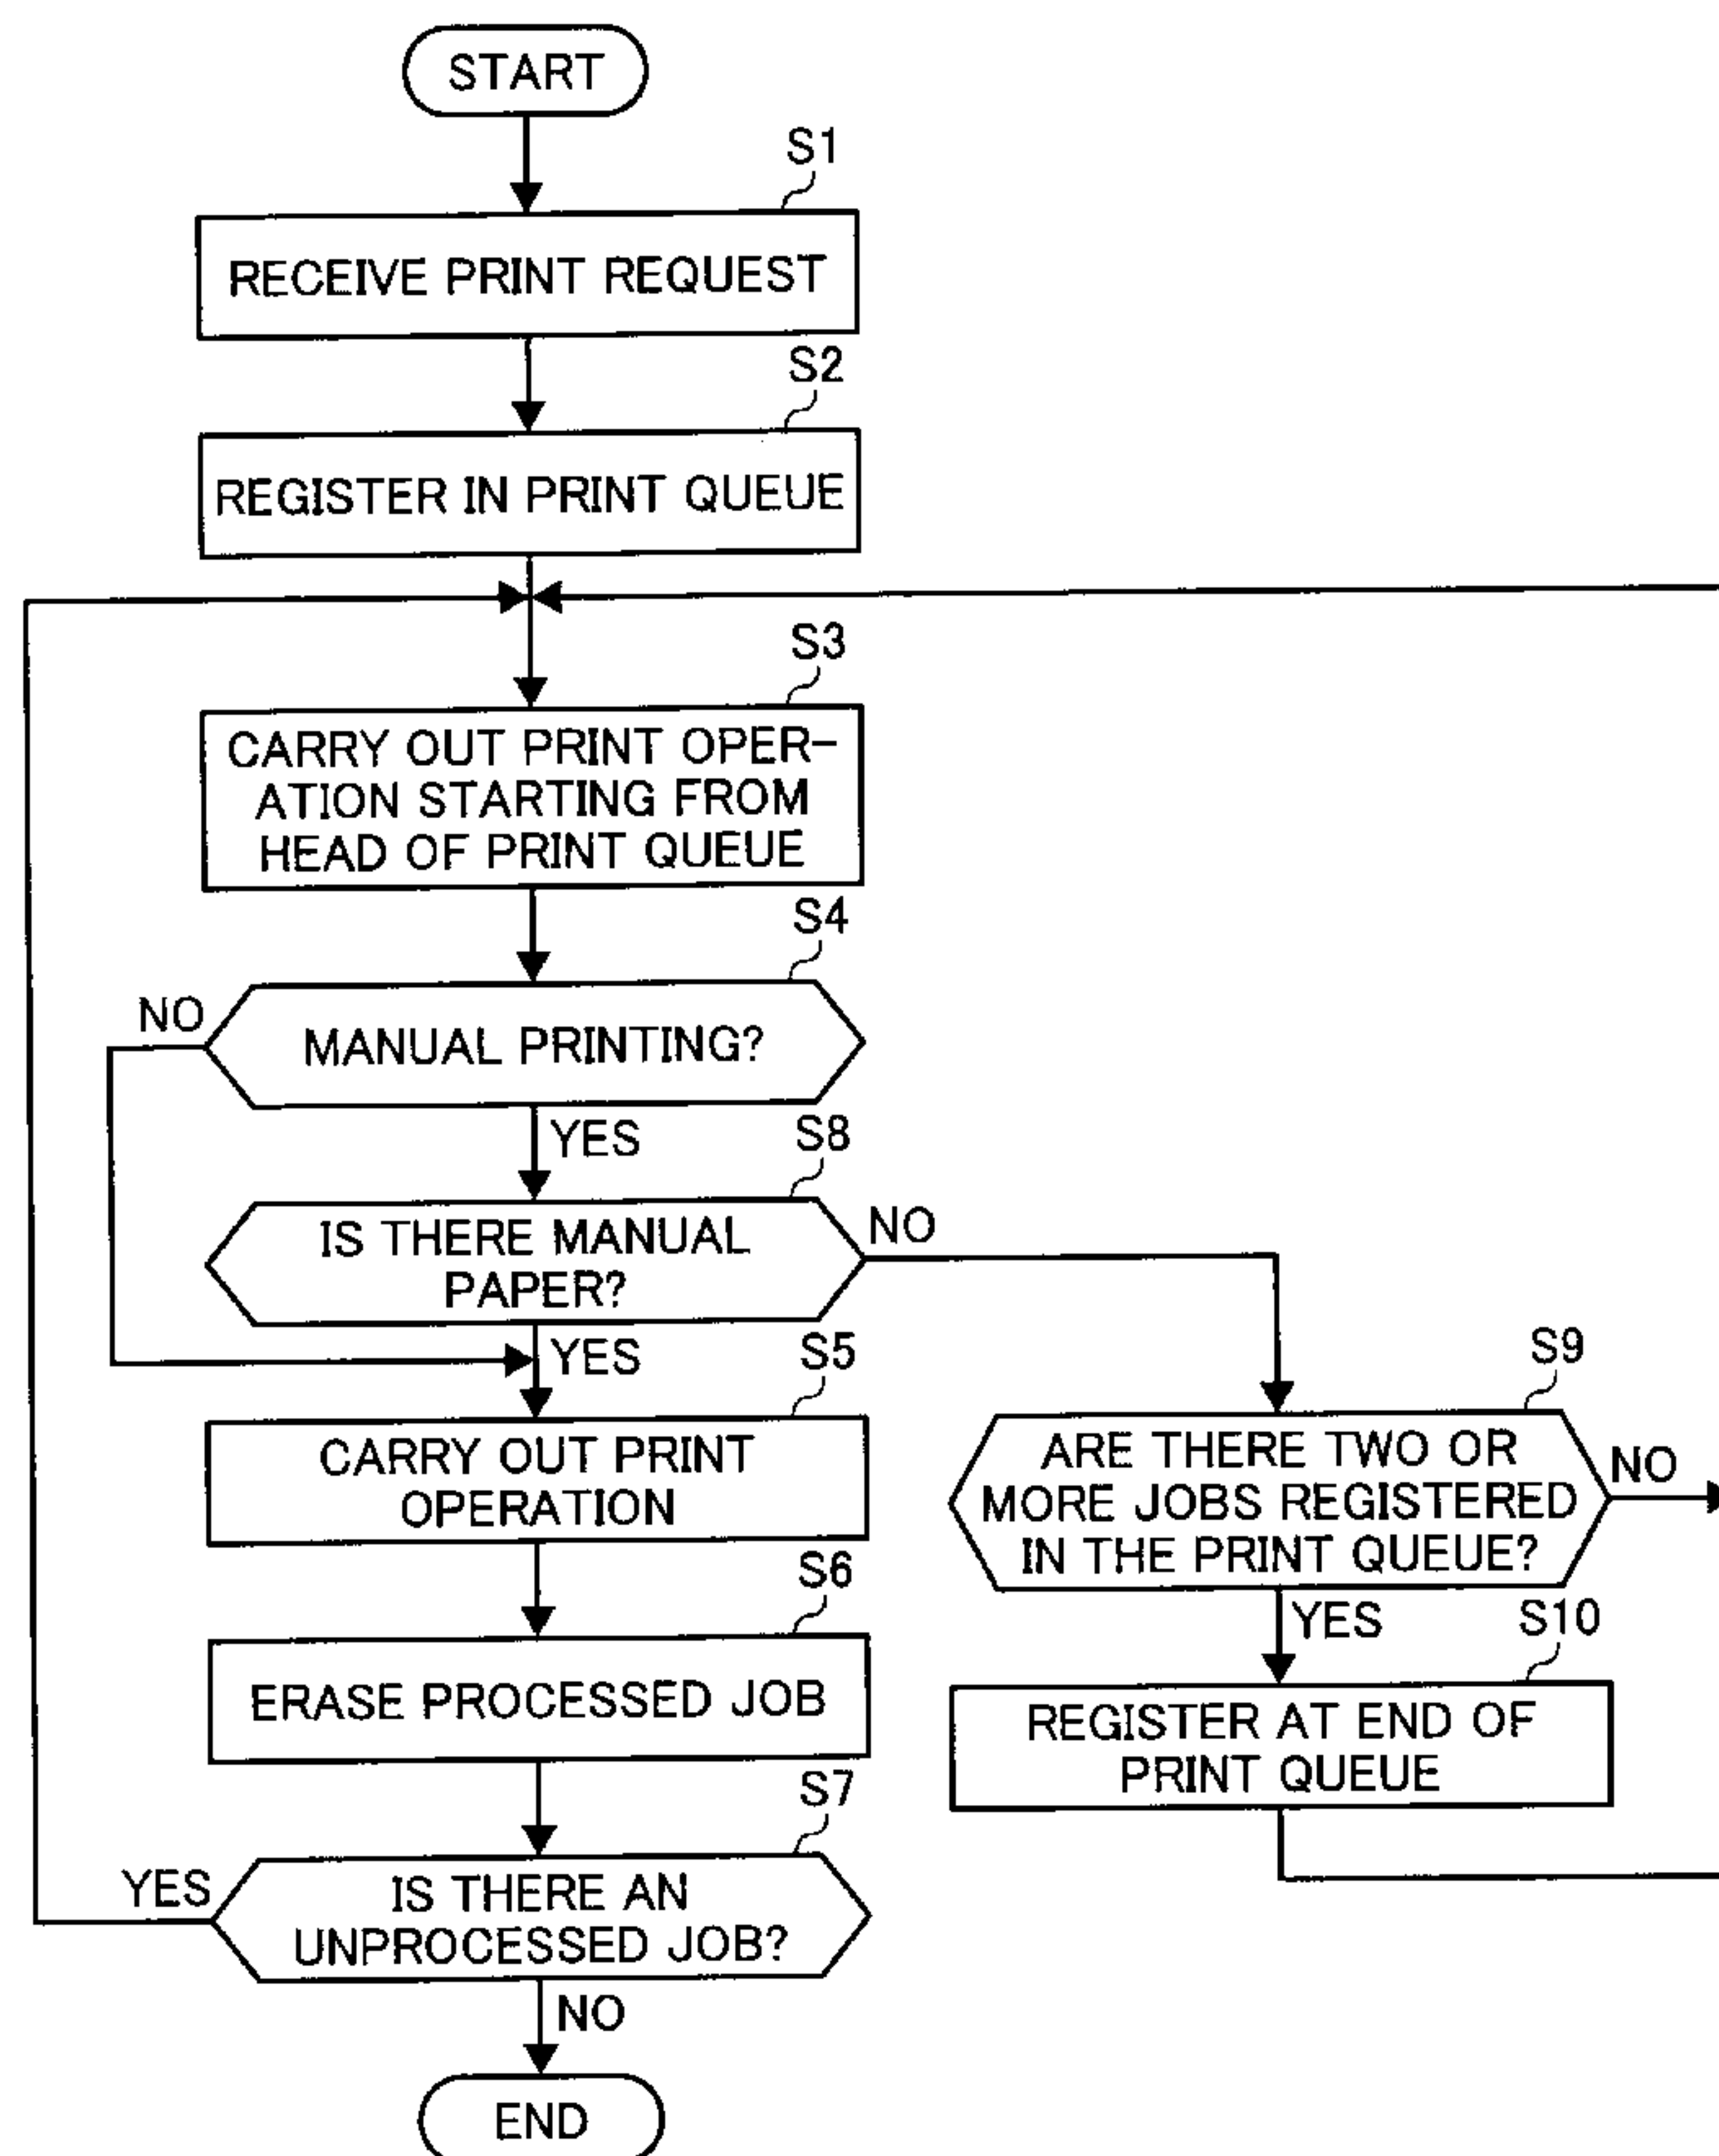 START
S1
RECEIVE PRINT REQUEST
S2
REGISTER IN PRINT QUEUE
S3
CARRY OUT PRINT OPER-
ATION STARTING FROM
HEAD OF PRINT QUEUE
S4
NO
MANUAL PRINTING?
YES
S8
IS THERE MANUAL
PAPER?
NO
YES
S5
CARRY OUT PRINT
OPERATION
S9
ARE THERE TWO OR
MORE JOBS REGISTERED
IN THE PRINT QUEUE?
NO
YES
S6
ERASE PROCESSED JOB
S10
REGISTER AT END OF
PRINT QUEUE
S7
YES
IS THERE AN
UNPROCESSED JOB?
NO
END